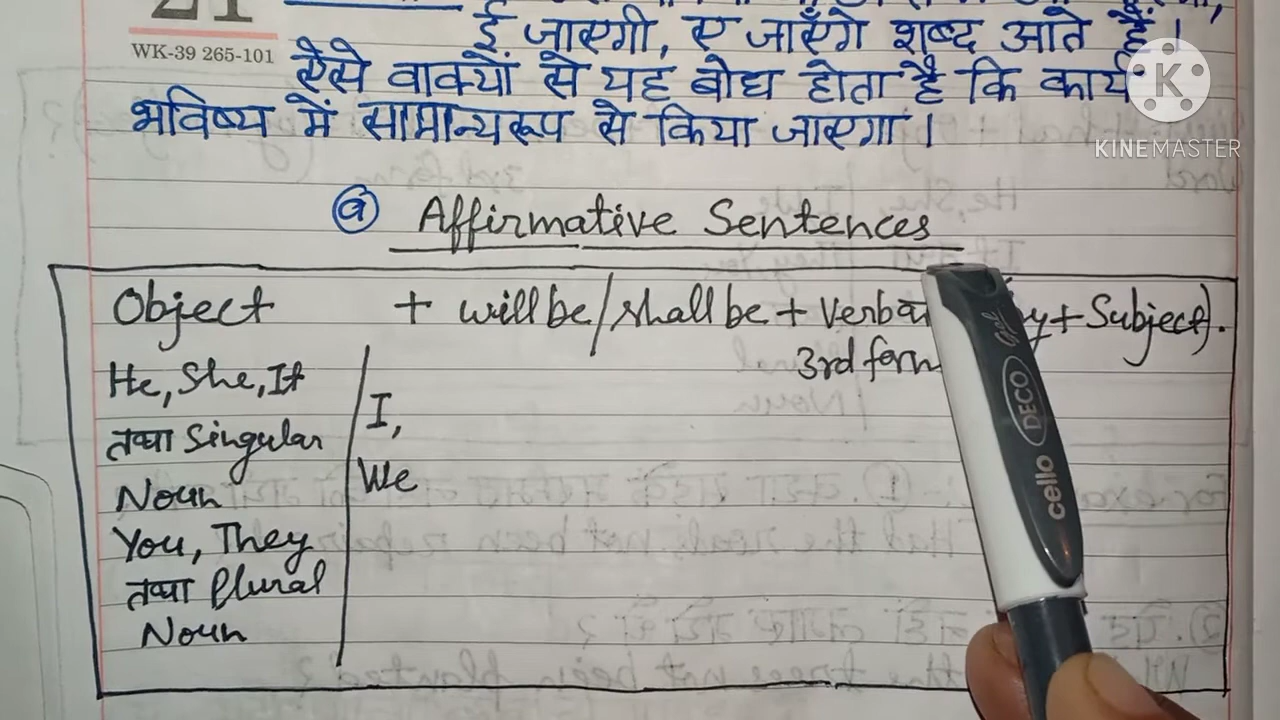 21
WK-39 265-101
ई जाएगी, ए जाएँगे शब्द आते हैं।
ऐसे वाक्यों से यह बोध होता है कि कार्य
भविष्य में सामान्यरूप से किया जाएगा।
K
KINEMASTER
a Affirmative Sentences
Object + will be/shall be + Verb + Subject).
3rd form
He, She, It
तथा Singular
Noun
You, They
तथा Plural
Noun
I,
We
cello DECO Gel